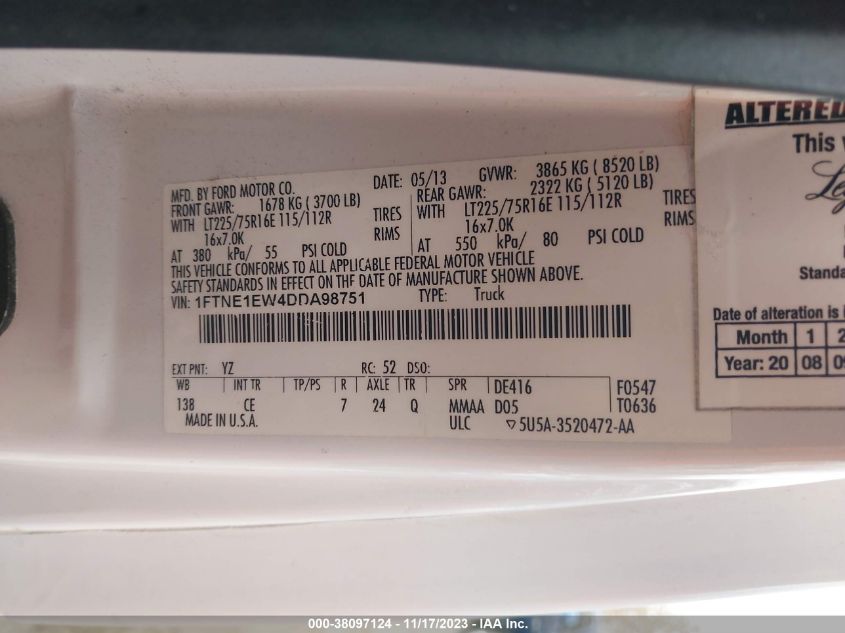 MFD. BY FORD MOTOR CO.
DATE: 05/13 GVWR: 3865 KG ( 8520 LB)
FRONT GAWR: 1678 KG ( 3700 LB)
REAR GAWR: 2322 KG ( 5120 LB)
WITH LT225/75R16E 115/112R TIRES
WITH LT225/75R16E 115/112R TIRES
16x7.0K RIMS
16x7.0K RIMS
AT 380 kPa/ 55 PSI COLD
AT 550 kPa/ 80 PSI COLD
THIS VEHICLE CONFORMS TO ALL APPLICABLE FEDERAL MOTOR VEHICLE
SAFETY STANDARDS IN EFFECT ON THE DATE OF MANUFACTURE SHOWN ABOVE.
VIN: 1FTNE1EW4DDA98751 TYPE: Truck
EXT PNT: YZ RC: 52 DSO:
WB INT TR TP/PS R AXLE TR SPR DE416 F0547
138 CE 7 24 Q MMAA D05 T0636
MADE IN U.S.A. ULC ▽5U5A-3520472-AA
ALTERED
This
Standa
Date of alteration is
Month 1 2
Year: 20 08 09
000-38097124 - 11/17/2023 - IAA Inc.